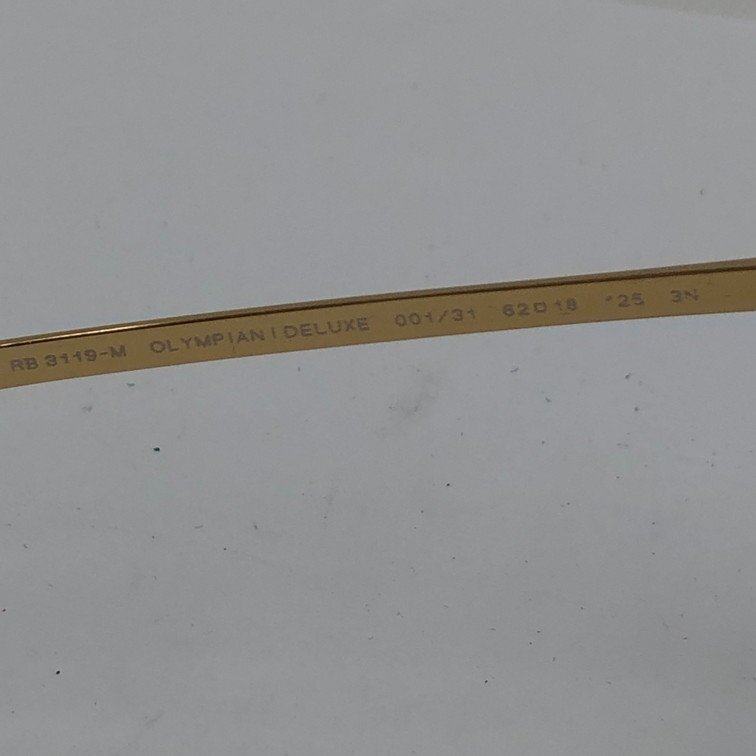 RB 3119-M OLYMPIAN I DELUXE 001/31 62□18 125 3N